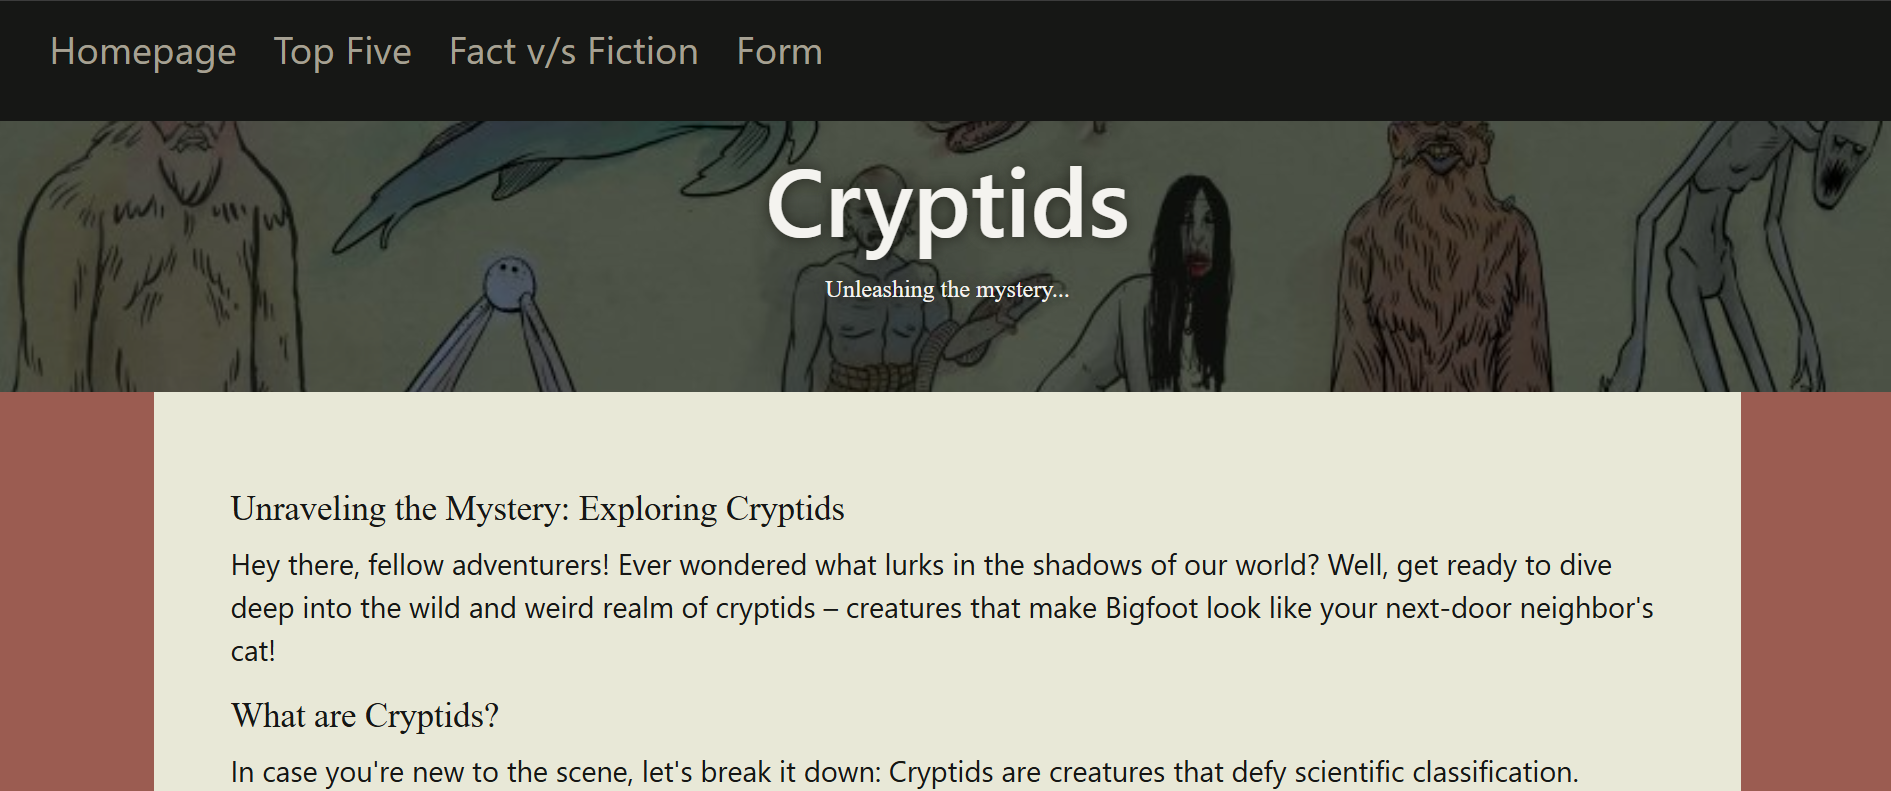 Homepage Top Five Fact v/s Fiction Form
Cryptids
Unleashing the mystery...
Unraveling the Mystery: Exploring Cryptids
Hey there, fellow adventurers! Ever wondered what lurks in the shadows of our world? Well, get ready to dive
deep into the wild and weird realm of cryptids – creatures that make Bigfoot look like your next-door neighbor's
cat!
What are Cryptids?
In case you're new to the scene, let's break it down: Cryptids are creatures that defy scientific classification.